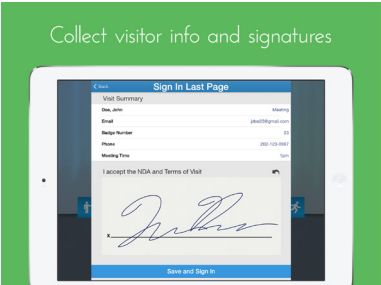 Collect visitor info and signatures
Back
Sign In Last Page
Visit Summary
Doe, John Meeting
Email
Badge Number 23
Phone
Meeting Time 1pm
I accept the NDA and Terms of Visit
x
Save and Sign In